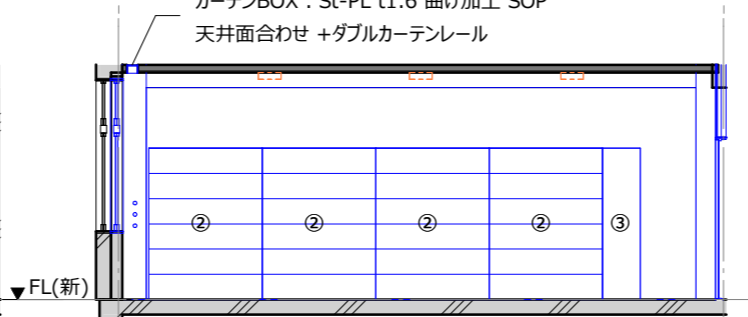 カーテンBOX：St-PL t1.6 曲げ加工 SOP
天井面合わせ +ダブルカーテンレール
② ② ② ② ③
▼FL(新)